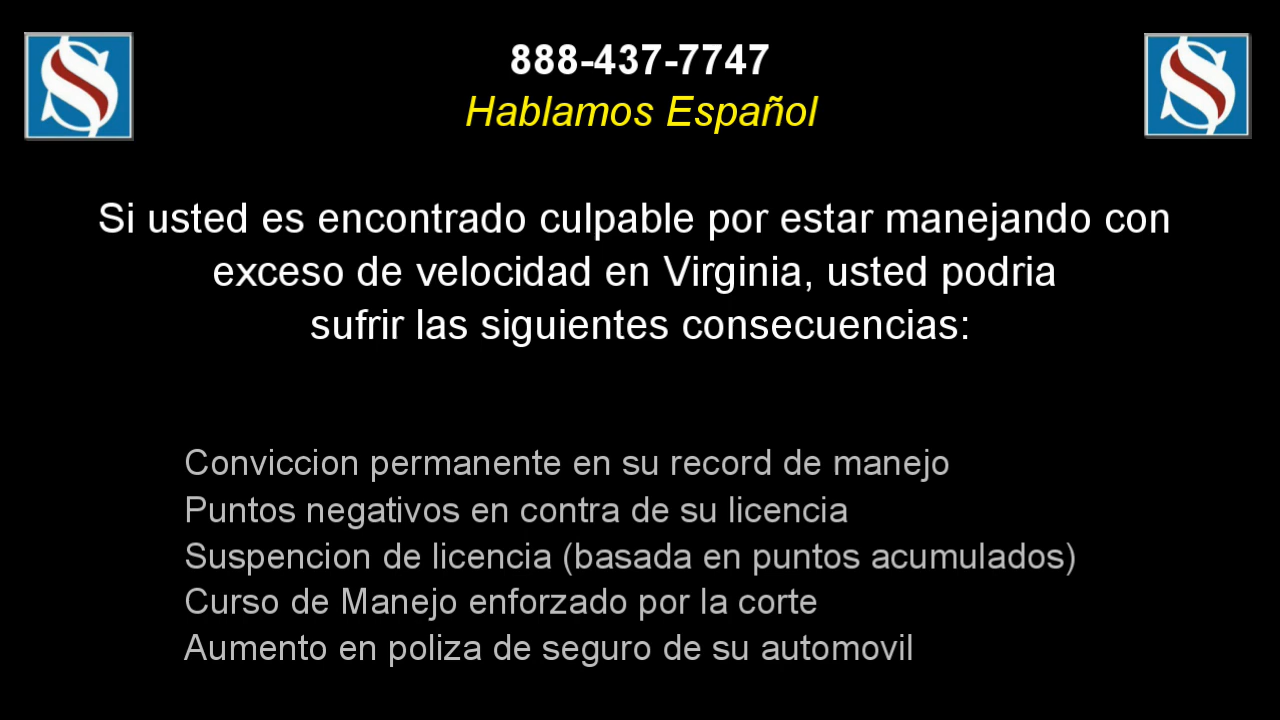 888-437-7747
Hablamos Español
Si usted es encontrado culpable por estar manejando con
exceso de velocidad en Virginia, usted podria
sufrir las siguientes consecuencias:
Conviccion permanente en su record de manejo
Puntos negativos en contra de su licencia
Suspencion de licencia (basada en puntos acumulados)
Curso de Manejo enforzado por la corte
Aumento en poliza de seguro de su automovil